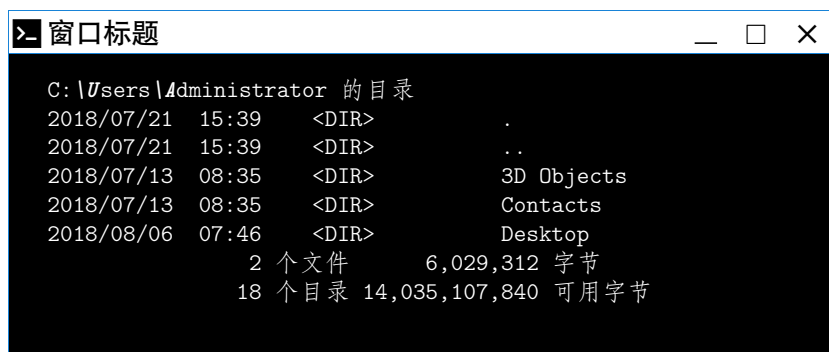 窗口标题
C:\Users\Administrator 的目录
2018/07/21  15:39    <DIR>          .
2018/07/21  15:39    <DIR>          ..
2018/07/13  08:35    <DIR>          3D Objects
2018/07/13  08:35    <DIR>          Contacts
2018/08/06  07:46    <DIR>          Desktop
2 个文件      6,029,312 字节
18 个目录 14,035,107,840 可用字节